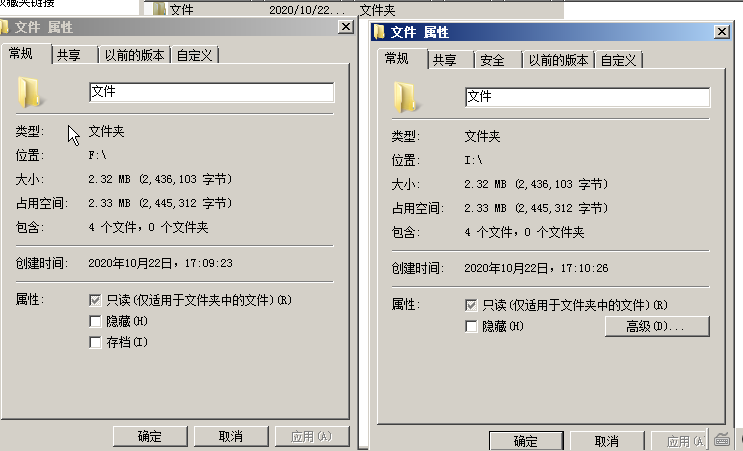 收藏夹链接
文件 2020/10/22... 文件夹
文件 属性
常规 共享 以前的版本 自定义
文件
类型: 文件夹
位置: F:\
大小: 2.32 MB (2,436,103 字节)
占用空间: 2.33 MB (2,445,312 字节)
包含: 4 个文件，0 个文件夹
创建时间: 2020年10月22日，17:09:23
属性: 只读(仅适用于文件夹中的文件)(R)
隐藏(H)
存档(I)
确定 取消 应用(A)
文件 属性
常规 共享 安全 以前的版本 自定义
文件
类型: 文件夹
位置: I:\
大小: 2.32 MB (2,436,103 字节)
占用空间: 2.33 MB (2,445,312 字节)
包含: 4 个文件，0 个文件夹
创建时间: 2020年10月22日，17:10:26
属性: 只读(仅适用于文件夹中的文件)(R)
隐藏(H) 高级(D)...
确定 取消 应用(A)